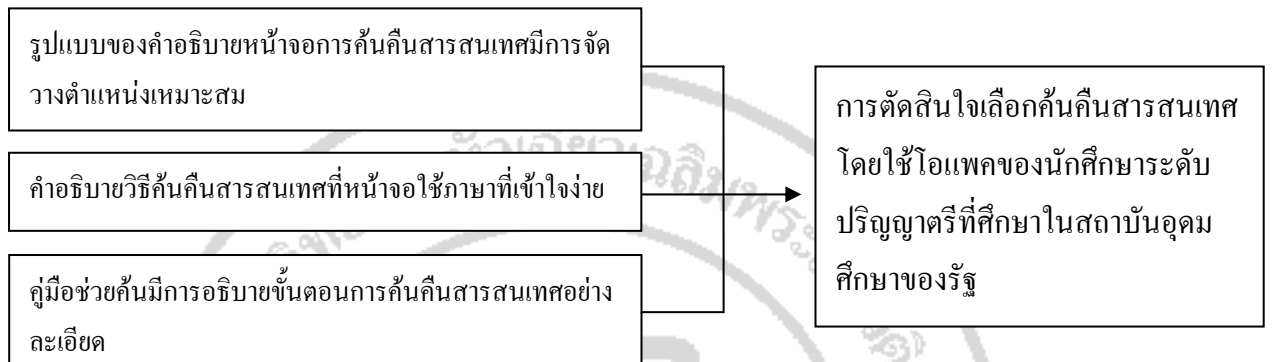 รูปแบบของคำอธิบายหน้าจอการค้นคืนสารสนเทศมีการจัด
วางตำแหน่งเหมาะสม
คำอธิบายวิธีค้นคืนสารสนเทศที่หน้าจอใช้ภาษาที่เข้าใจง่าย
คู่มือช่วยค้นมีการอธิบายขั้นตอนการค้นคืนสารสนเทศอย่าง
ละเอียด
การตัดสินใจเลือกค้นคืนสารสนเทศ
โดยใช้โอแพคของนักศึกษาระดับ
ปริญญาตรีที่ศึกษาในสถาบันอุดม
ศึกษาของรัฐ